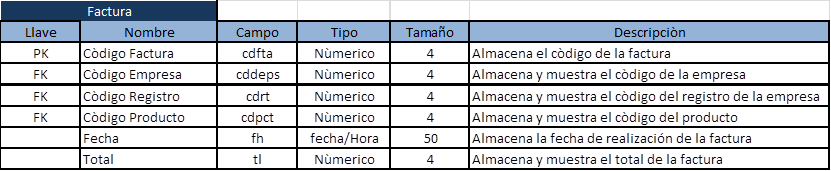 Factura
Llave Nombre Campo Tipo Tamaño Descripciòn
PK Còdigo Factura cdfta Nùmerico 4 Almacena el còdigo de la factura
FK Còdigo Empresa cddeps Nùmerico 4 Almacena y muestra el còdigo de la empresa
FK Còdigo Registro cdrt Nùmerico 4 Almacena y muestra el còdigo del registro de la empresa
FK Còdigo Producto cdpct Nùmerico 4 Almacena y muestra el còdigo del producto
Fecha fh fecha/Hora 50 Almacena la fecha de realización de la factura
Total tl Nùmerico 4 Almacena y muestra el total de la factura